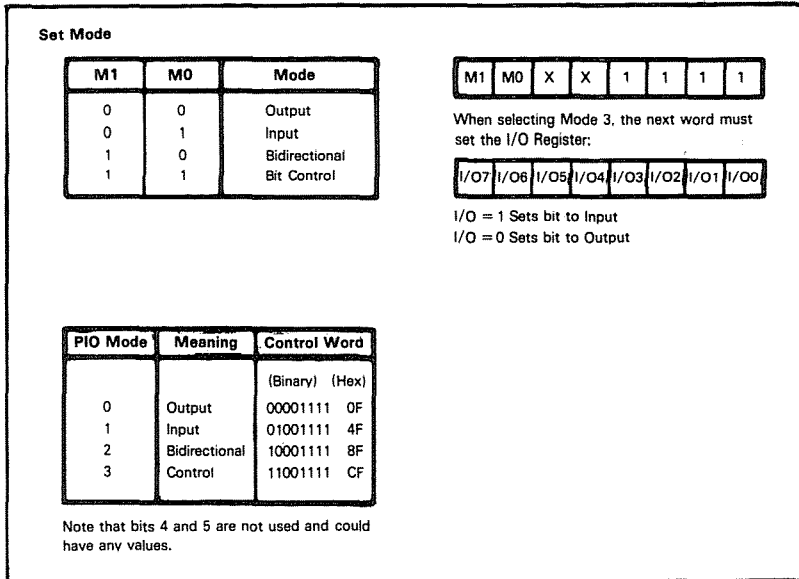 Set Mode
M1 M0 Mode
0 0 Output
0 1 Input
1 0 Bidirectional
1 1 Bit Control
M1 M0 X X 1 1 1 1
When selecting Mode 3, the next word must
set the I/O Register:
I/O7 I/O6 I/O5 I/O4 I/O3 I/O2 I/O1 I/O0
I/O = 1 Sets bit to Input
I/O = 0 Sets bit to Output
PIO Mode Meaning Control Word
(Binary) (Hex)
0 Output 00001111 0F
1 Input 01001111 4F
2 Bidirectional 10001111 8F
3 Control 11001111 CF
Note that bits 4 and 5 are not used and could
have any values.